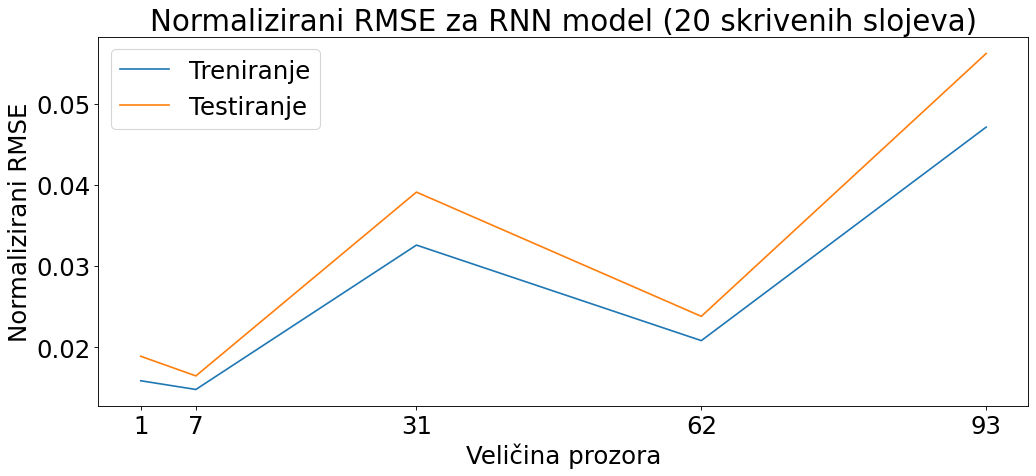 Normalizirani RMSE za RNN model (20 skrivenih slojeva)
Treniranje
Testiranje
Normalizirani RMSE
0.05
0.04
0.03
0.02
1 7 31 62 93
Veličina prozora